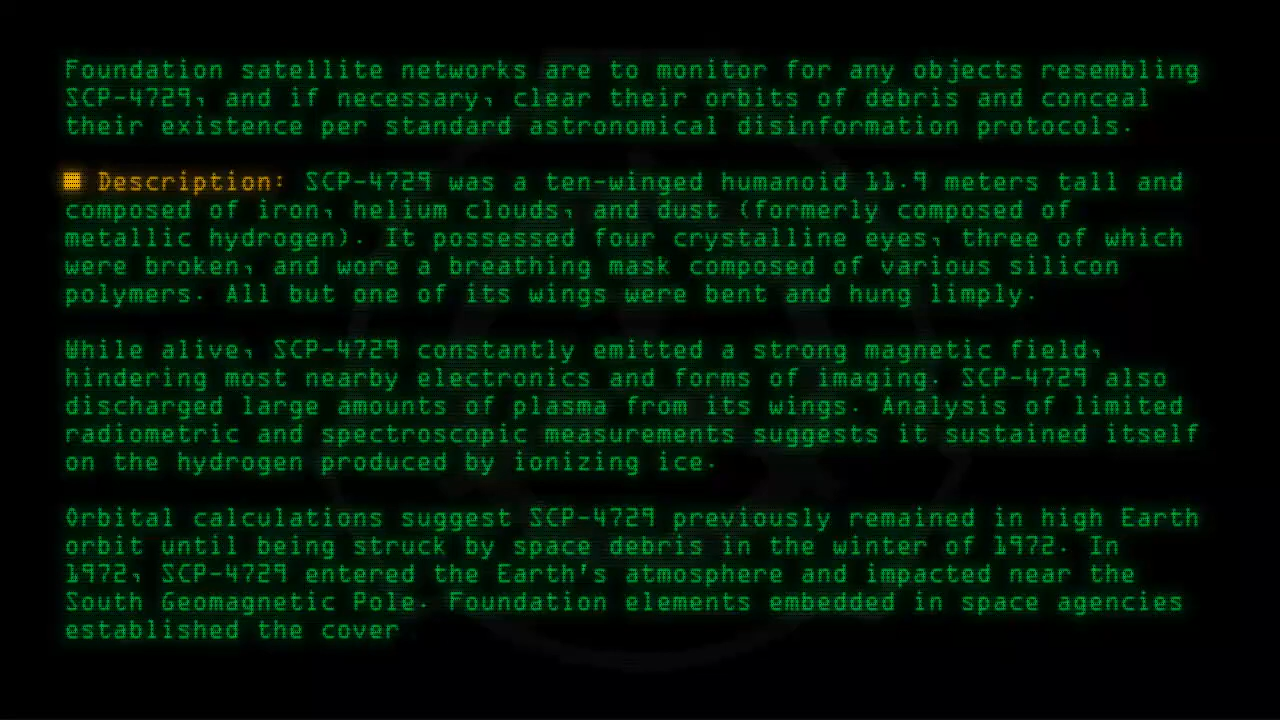 Foundation satellite networks are to monitor for any objects resembling
SCP-4729, and if necessary, clear their orbits of debris and conceal
their existence per standard astronomical disinformation protocols.
■ Description: SCP-4729 was a ten-winged humanoid 11.9 meters tall and
composed of iron, helium clouds, and dust (formerly composed of
metallic hydrogen). It possessed four crystalline eyes, three of which
were broken, and wore a breathing mask composed of various silicon
polymers. All but one of its wings were bent and hung limply.
While alive, SCP-4729 constantly emitted a strong magnetic field,
hindering most nearby electronics and forms of imaging. SCP-4729 also
discharged large amounts of plasma from its wings. Analysis of limited
radiometric and spectroscopic measurements suggests it sustained itself
on the hydrogen produced by ionizing ice.
Orbital calculations suggest SCP-4729 previously remained in high Earth
orbit until being struck by space debris in the winter of 1972. In
1972, SCP-4729 entered the Earth's atmosphere and impacted near the
South Geomagnetic Pole. Foundation elements embedded in space agencies
established the cover